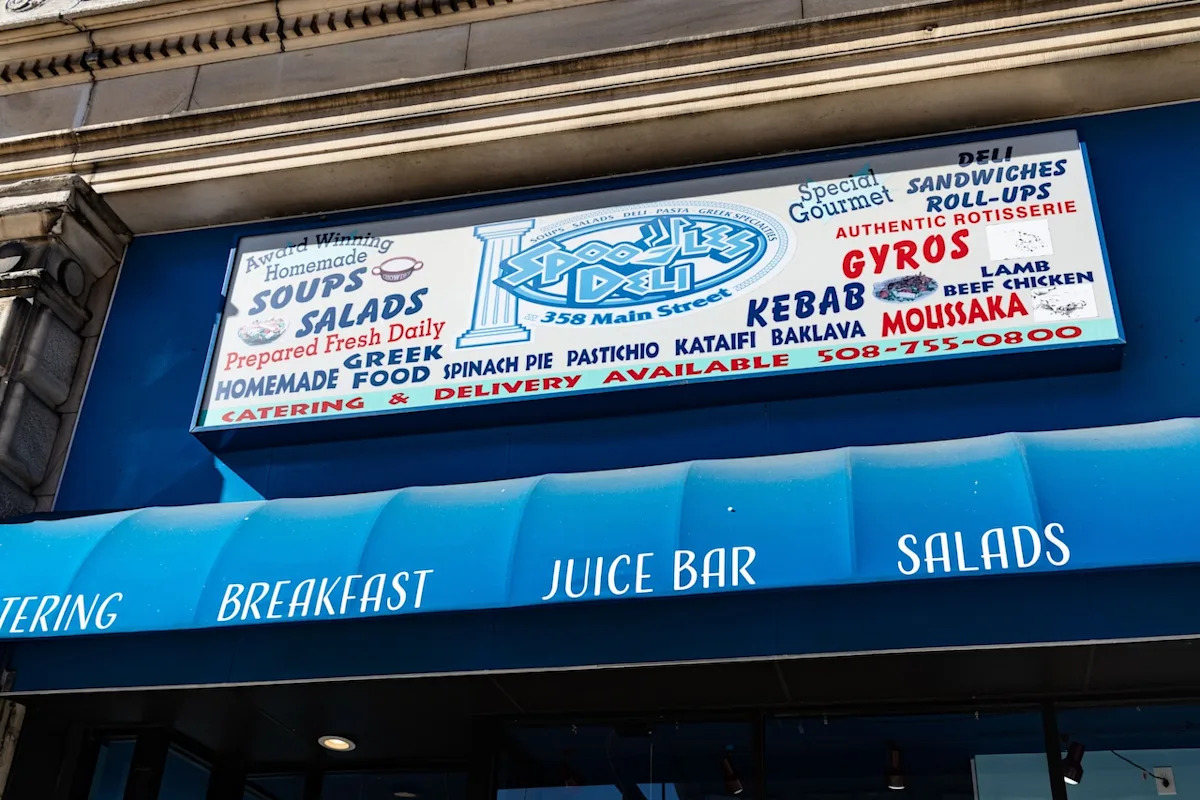 Award Winning
Homemade
SOUPS
SALADS
Prepared Fresh Daily
GREEK
HOMEMADE FOOD
SOUPS SALADS DELI PASTA GREEK SPECIALTIES
SPOODLES
DELI
358 Main Street
Special
Gourmet
DELI
SANDWICHES
ROLL-UPS
AUTHENTIC ROTISSERIE
GYROS
KEBAB
LAMB
BEEF CHICKEN
SPINACH PIE PASTICHIO KATAIFI BAKLAVA MOUSSAKA
CATERING & DELIVERY AVAILABLE 508-755-0800
TERING BREAKFAST JUICE BAR SALADS